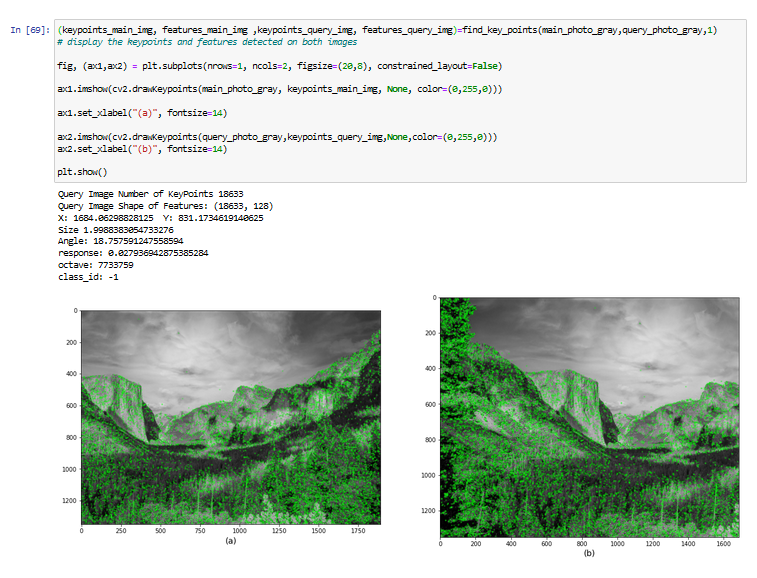 In [69]: (keypoints_main_img, features_main_img ,keypoints_query_img, features_query_img)=find_key_points(main_photo_gray,query_photo_gray,1)
# display the keypoints and features detected on both images
fig, (ax1,ax2) = plt.subplots(nrows=1, ncols=2, figsize=(20,8), constrained_layout=False)
ax1.imshow(cv2.drawKeypoints(main_photo_gray, keypoints_main_img, None, color=(0,255,0)))
ax1.set_xlabel("(a)", fontsize=14)
ax2.imshow(cv2.drawKeypoints(query_photo_gray,keypoints_query_img,None,color=(0,255,0)))
ax2.set_xlabel("(b)", fontsize=14)
plt.show()
Query Image Number of KeyPoints 18633
Query Image Shape of Features: (18633, 128)
X: 1684.06298828125  Y: 831.1734619140625
Size 1.9988383054733276
Angle: 18.757591247558594
response: 0.027936942875385284
octave: 7733759
class_id: -1
0
200
400
600
800
1000
1200
0 250 500 750 1000 1250 1500 1750
(a)
0
200
400
600
800
1000
1200
0 200 400 600 800 1000 1200 1400 1600
(b)